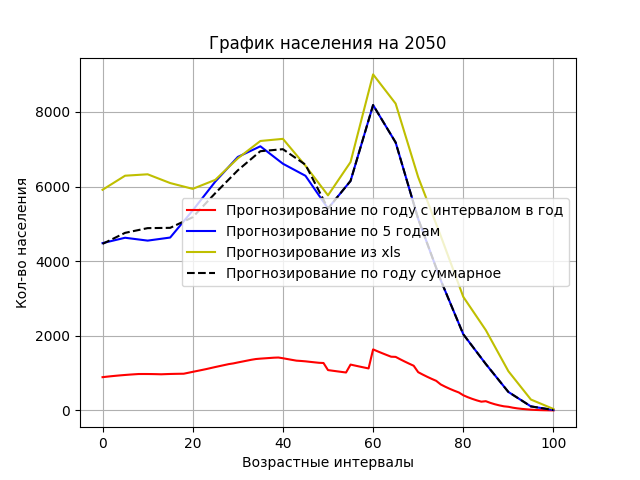 График населения на 2050
Кол-во населения
8000
6000
4000
2000
0
Прогнозирование по году с интервалом в год
Прогнозирование по 5 годам
Прогнозирование из xls
Прогнозирование по году суммарное
0 20 40 60 80 100
Возрастные интервалы